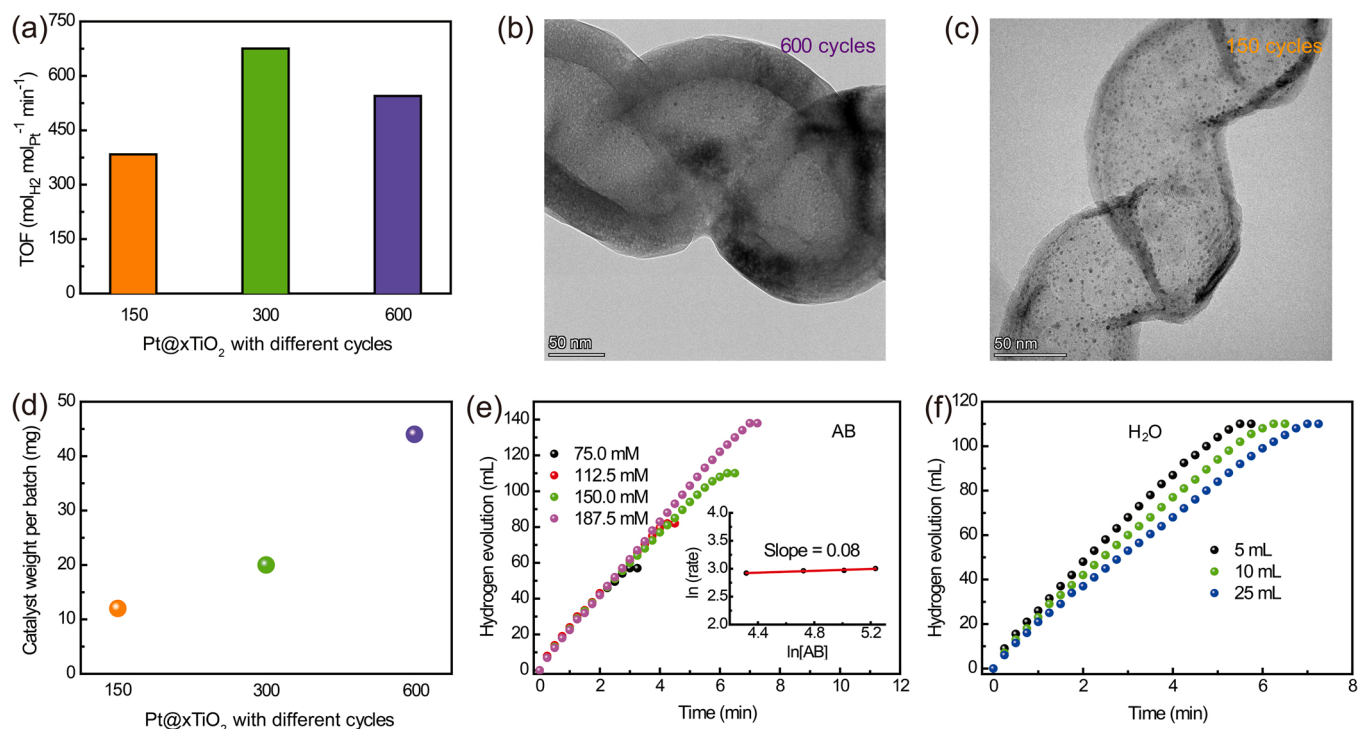 (a)
750
600
450
300
150
0
TOF (mol_H2 mol_Pt^-1 min^-1)
150 300 600
Pt@xTiO₂ with different cycles
(b)
600 cycles
50 nm
(c)
150 cycles
50 nm
(d)
50
40
30
20
10
0
Catalyst weight per batch (mg)
150 300 600
Pt@xTiO₂ with different cycles
(e)
140
120
100
80
60
40
20
0
Hydrogen evolution (mL)
AB
75.0 mM
112.5 mM
150.0 mM
187.5 mM
4.0
3.5
3.0
2.5
2.0
ln (rate)
Slope = 0.08
4.4 4.8 5.2
ln[AB]
0 2 4 6 8 10 12
Time (min)
(f)
120
100
80
60
40
20
0
Hydrogen evolution (mL)
H₂O
5 mL
10 mL
25 mL
0 2 4 6 8
Time (min)